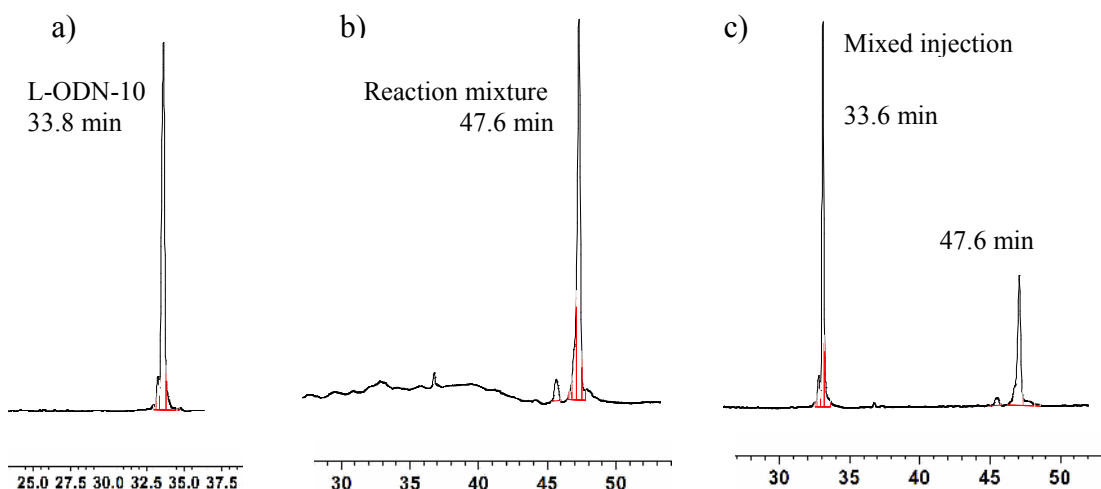 a)
L-ODN-10
33.8 min
25.0 27.5 30.0 32.5 35.0 37.5
b)
Reaction mixture
47.6 min
30 35 40 45 50
c)
Mixed injection
33.6 min
47.6 min
30 35 40 45 50